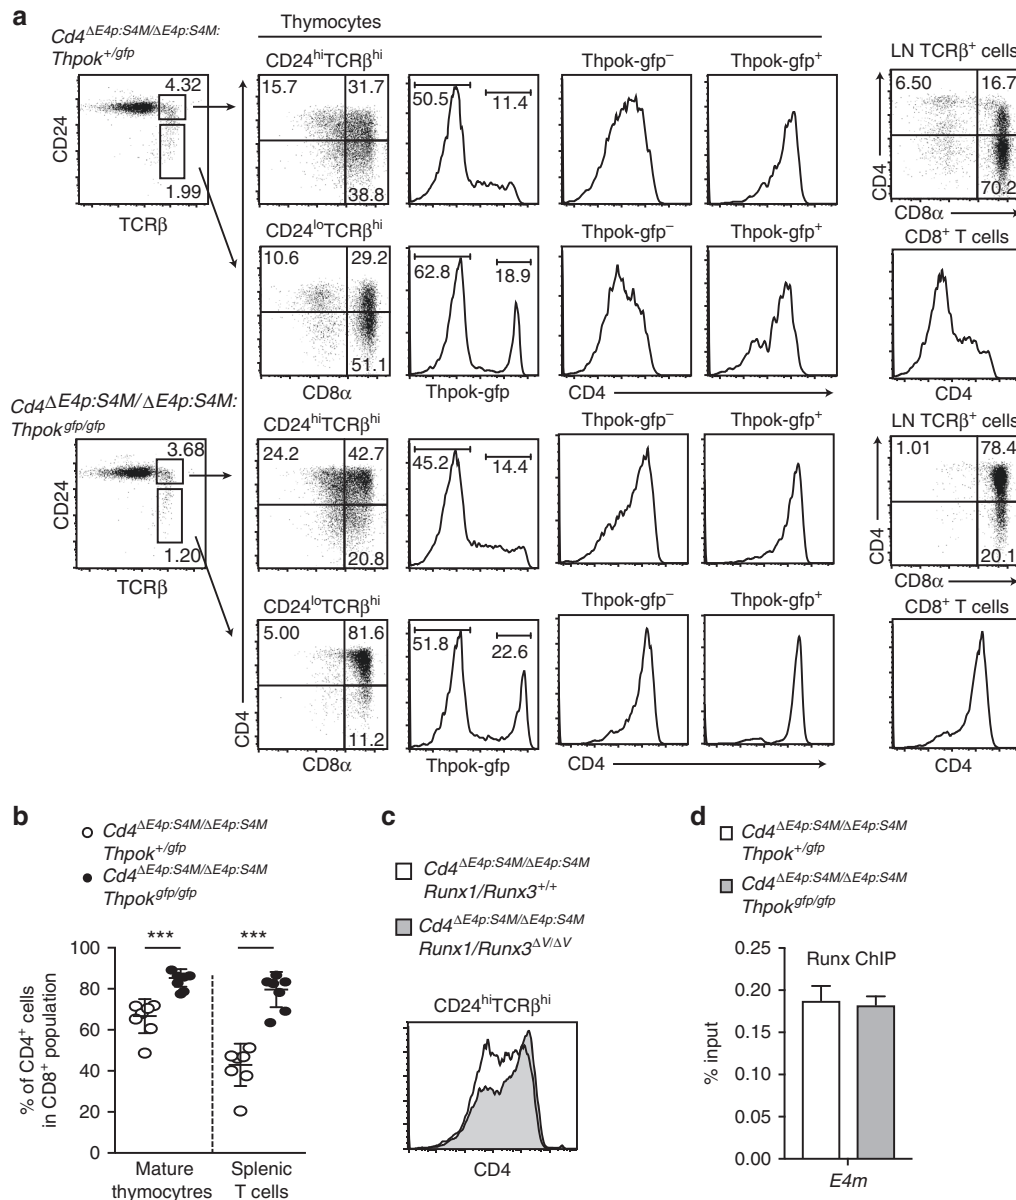 a
Thymocytes
Cd4ΔE4p:S4M/ΔE4p:S4M:
Thpok+/gfp
CD24hiTCRβhi
Thpok-gfp−
Thpok-gfp+
LN TCRβ+ cells
4.32
1.99
CD24
TCRβ
15.7
31.7
38.8
50.5
11.4
6.50
16.7
70.2
CD4
CD8α
CD24loTCRβhi
Thpok-gfp−
Thpok-gfp+
CD8+ T cells
10.6
29.2
51.1
62.8
18.9
CD8α
Thpok-gfp
CD4
CD4
Cd4ΔE4p:S4M/ΔE4p:S4M:
Thpokgfp/gfp
CD24hiTCRβhi
Thpok-gfp−
Thpok-gfp+
LN TCRβ+ cells
3.68
1.20
CD24
TCRβ
24.2
42.7
20.8
45.2
14.4
1.01
78.4
20.1
CD4
CD8α
CD24loTCRβhi
Thpok-gfp−
Thpok-gfp+
CD8+ T cells
5.00
81.6
11.2
51.8
22.6
CD4
CD8α
Thpok-gfp
CD4
CD4
b
Cd4ΔE4p:S4M/ΔE4p:S4M
Thpok+/gfp
Cd4ΔE4p:S4M/ΔE4p:S4M
Thpokgfp/gfp
% of CD4+ cells
in CD8+ population
100
80
60
40
20
0
***
***
Mature
thymocytres
Splenic
T cells
c
Cd4ΔE4p:S4M/ΔE4p:S4M
Runx1/Runx3+/+
Cd4ΔE4p:S4M/ΔE4p:S4M
Runx1/Runx3ΔV/ΔV
CD24hiTCRβhi
CD4
d
Cd4ΔE4p:S4M/ΔE4p:S4M
Thpok+/gfp
Cd4ΔE4p:S4M/ΔE4p:S4M
Thpokgfp/gfp
Runx ChIP
% input
0.25
0.20
0.15
0.10
0.05
0.00
E4m